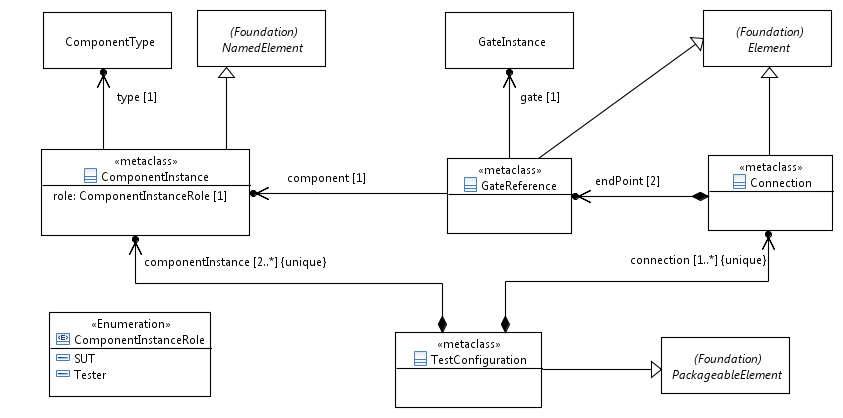 ComponentType
(Foundation)
NamedElement
GateInstance
(Foundation)
Element
type [1]
gate [1]
«metaclass»
ComponentInstance
role: ComponentInstanceRole [1]
component [1]
«metaclass»
GateReference
endPoint [2]
«metaclass»
Connection
componentInstance [2..*] {unique}
connection [1..*] {unique}
«Enumeration»
ComponentInstanceRole
SUT
Tester
«metaclass»
TestConfiguration
(Foundation)
PackageableElement